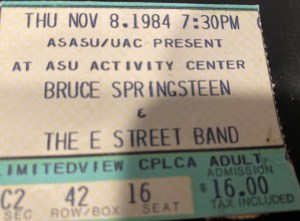 THU NOV 8.1984 7:30PM
ASASU/UAC PRESENT
AT ASU ACTIVITY CENTER
BRUCE SPRINGSTEEN
&
THE E STREET BAND
LIMITEDVIEW CPLCA ADULT
ADMISSION
C2 42 16 $16.00
SEC ROW/BOX SEAT TAX INCLUDED